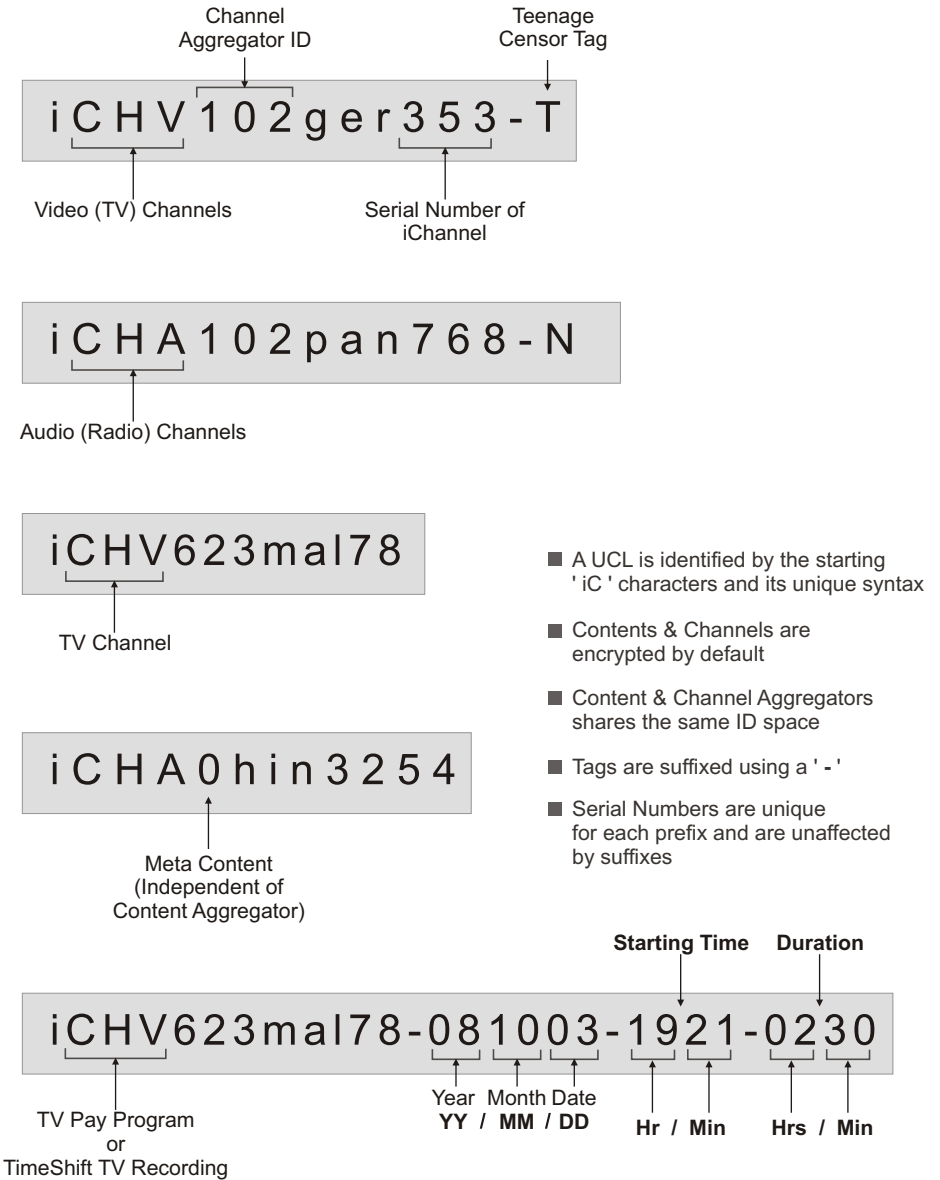 Channel
Aggregator ID
Teenage
Censor Tag
iCHV102ger353-T
Video (TV) Channels
Serial Number of
iChannel
iCHA102pan768-N
Audio (Radio) Channels
iCHV623mal78
TV Channel
■ A UCL is identified by the starting
' iC ' characters and its unique syntax
■ Contents & Channels are
encrypted by default
■ Content & Channel Aggregators
shares the same ID space
■ Tags are suffixed using a ' - '
■ Serial Numbers are unique
for each prefix and are unaffected
by suffixes
iCHA0hin3254
Meta Content
(Independent of
Content Aggregator)
Starting Time Duration
iCHV623mal78-081003-1921-0230
Year Month Date
YY / MM / DD
Hr / Min
Hrs / Min
TV Pay Program
or
TimeShift TV Recording